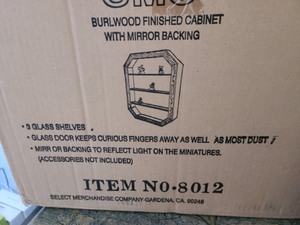 BURLWOOD FINISHED CABINET
WITH MIRROR BACKING
• 3 GLASS SHELVES
• GLASS DOOR KEEPS CURIOUS FINGERS AWAY AS WELL AS MOST DUST
• MIRROR BACKING TO REFLECT LIGHT ON THE MINIATURES.
(ACCESSORIES NOT INCLUDED)
ITEM NO-8012
SELECT MERCHANDISE COMPANY-GARDENA, CA. 90248